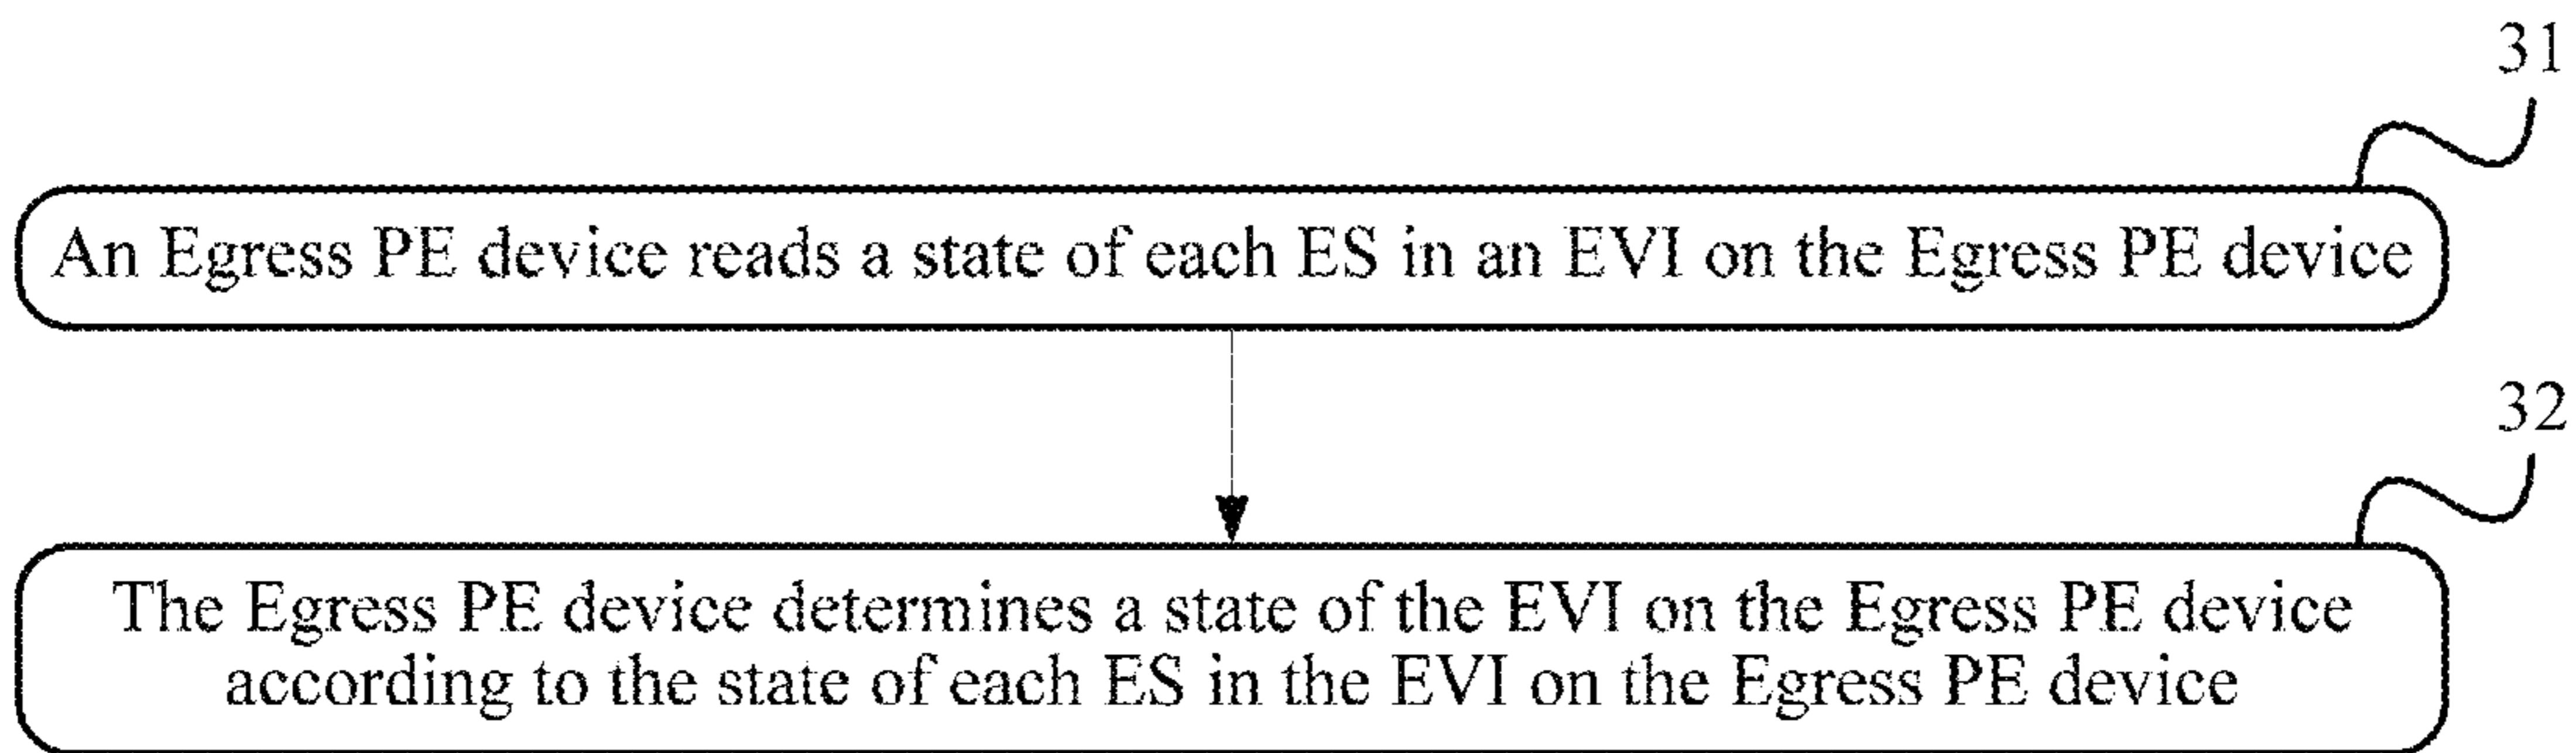 31
An Egress PE device reads a state of each ES in an EVI on the Egress PE device
32
The Egress PE device determines a state of the EVI on the Egress PE device
according to the state of each ES in the EVI on the Egress PE device